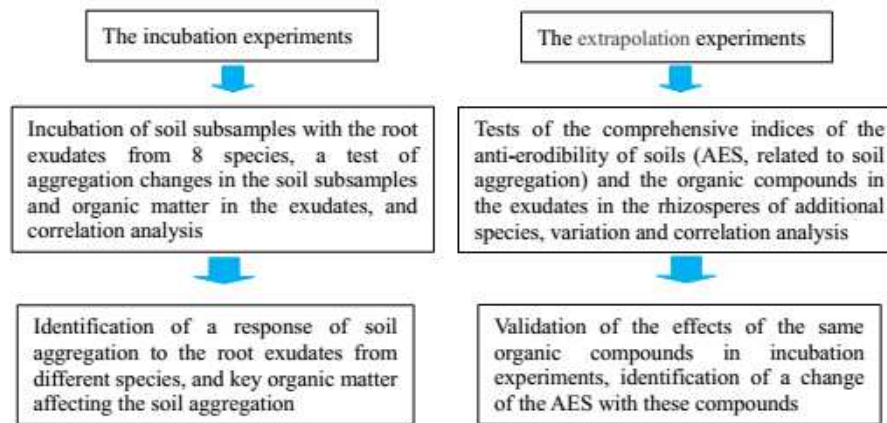 The incubation experiments
Incubation of soil subsamples with the root
exudates from 8 species, a test of
aggregation changes in the soil subsamples
and organic matter in the exudates, and
correlation analysis
Identification of a response of soil
aggregation to the root exudates from
different species, and key organic matter
affecting the soil aggregation
The extrapolation experiments
Tests of the comprehensive indices of the
anti-erodibility of soils (AES, related to soil
aggregation) and the organic compounds in
the exudates in the rhizosperes of additional
species, variation and correlation analysis
Validation of the effects of the same
organic compounds in incubation
experiments, identification of a change
of the AES with these compounds